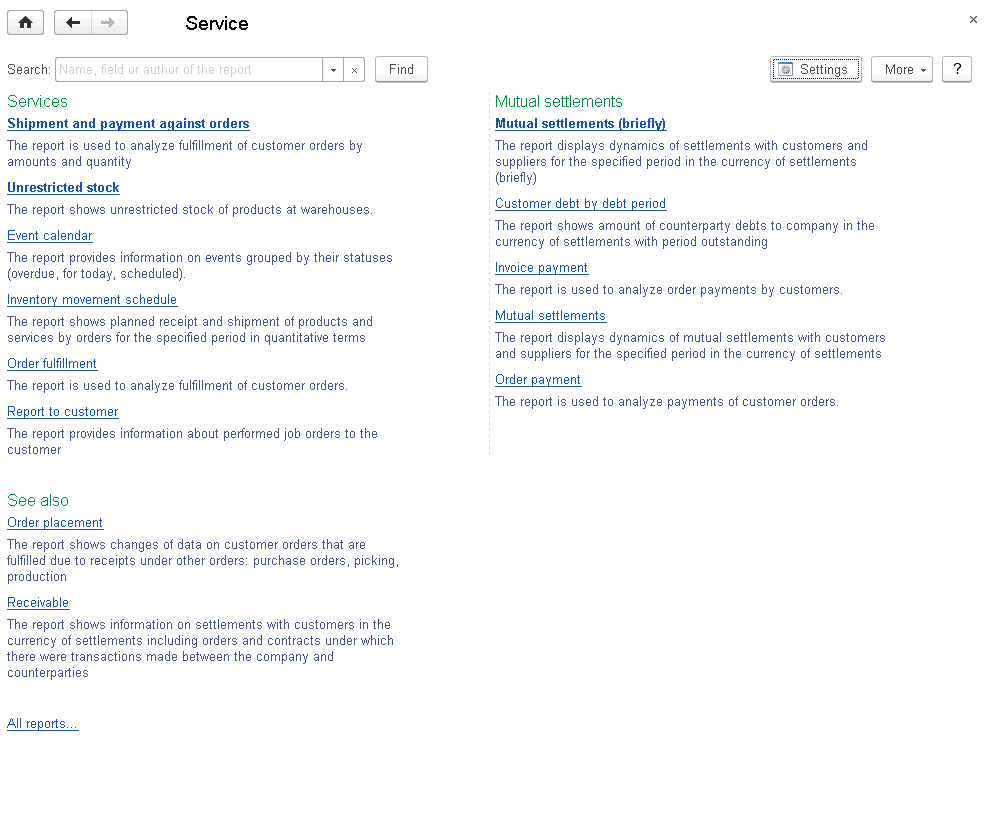 Service
Search:
Name, field or author of the report
Find
Settings
More
?
Services
Shipment and payment against orders
The report is used to analyze fulfillment of customer orders by
amounts and quantity
Unrestricted stock
The report shows unrestricted stock of products at warehouses.
Event calendar
The report provides information on events grouped by their statuses
(overdue, for today, scheduled).
Inventory movement schedule
The report shows planned receipt and shipment of products and
services by orders for the specified period in quantitative terms
Order fulfillment
The report is used to analyze fulfillment of customer orders.
Report to customer
The report provides information about performed job orders to the
customer
Mutual settlements
Mutual settlements (briefly)
The report displays dynamics of settlements with customers and
suppliers for the specified period in the currency of settlements
(briefly)
Customer debt by debt period
The report shows amount of counterparty debts to company in the
currency of settlements with period outstanding
Invoice payment
The report is used to analyze order payments by customers.
Mutual settlements
The report displays dynamics of mutual settlements with customers
and suppliers for the specified period in the currency of settlements
Order payment
The report is used to analyze payments of customer orders.
See also
Order placement
The report shows changes of data on customer orders that are
fulfilled due to receipts under other orders: purchase orders, picking,
production
Receivable
The report shows information on settlements with customers in the
currency of settlements including orders and contracts under which
there were transactions made between the company and
counterparties
All reports...